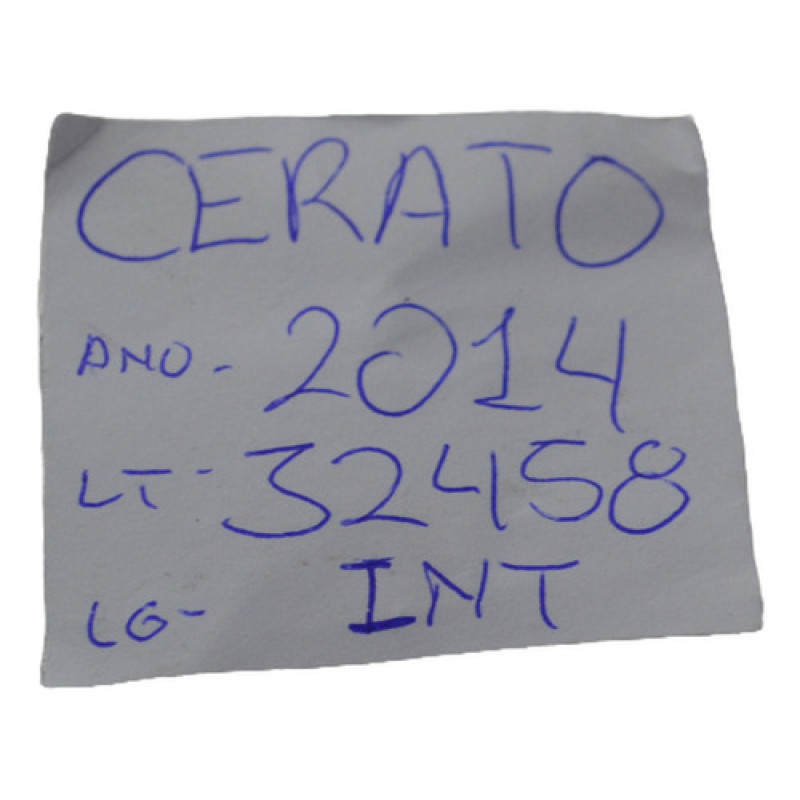 CERATO
ANO - 2014
LT - 32458
LG - INT